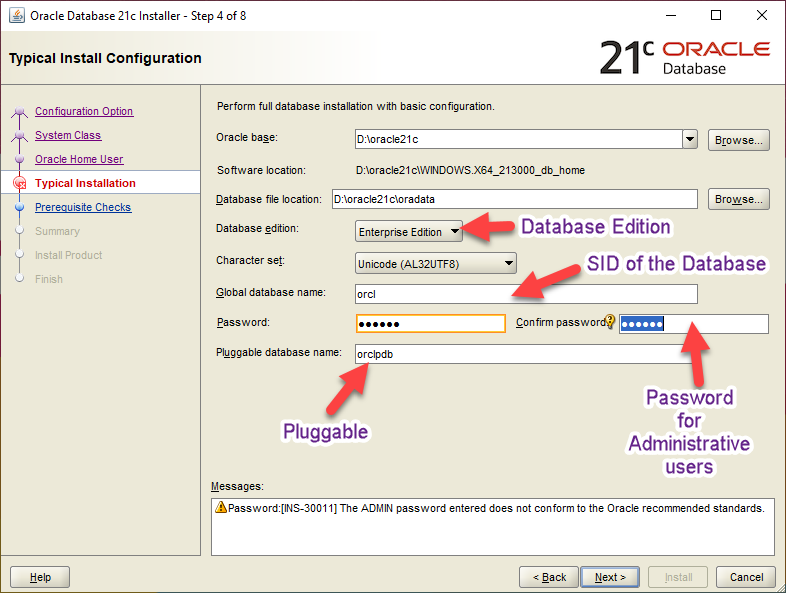 Oracle Database 21c Installer - Step 4 of 8
Typical Install Configuration
21c ORACLE
Database
Configuration Option
System Class
Oracle Home User
Typical Installation
Prerequisite Checks
Summary
Install Product
Finish
Perform full database installation with basic configuration.
Oracle base: D:\oracle21c Browse...
Software location: D:\oracle21c\WINDOWS.X64_213000_db_home
Database file location: D:\oracle21c\oradata Browse...
Database edition: Enterprise Edition Database Edition
Character set: Unicode (AL32UTF8) SID of the Database
Global database name: orcl
Password: ●●●●●● Confirm password: ●●●●●●
Pluggable database name: orclpdb
Pluggable
Password
for
Administrative
users
Messages:
Password:[INS-30011] The ADMIN password entered does not conform to the Oracle recommended standards.
Help < Back Next > Install Cancel